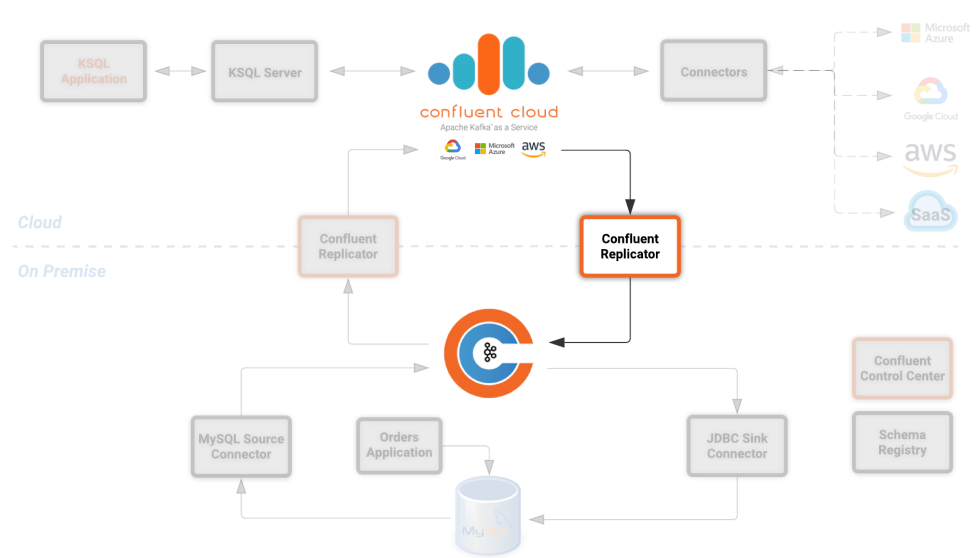 KSQL
Application
KSQL Server
confluent cloud
Apache Kafka® as a Service
Google Cloud
Microsoft
Azure
aws
Connectors
Microsoft
Azure
Google Cloud
aws
SaaS
Cloud
On Premise
Confluent
Replicator
Confluent
Replicator
Confluent
Control Center
MySQL Source
Connector
Orders
Application
JDBC Sink
Connector
Schema
Registry
MySQL